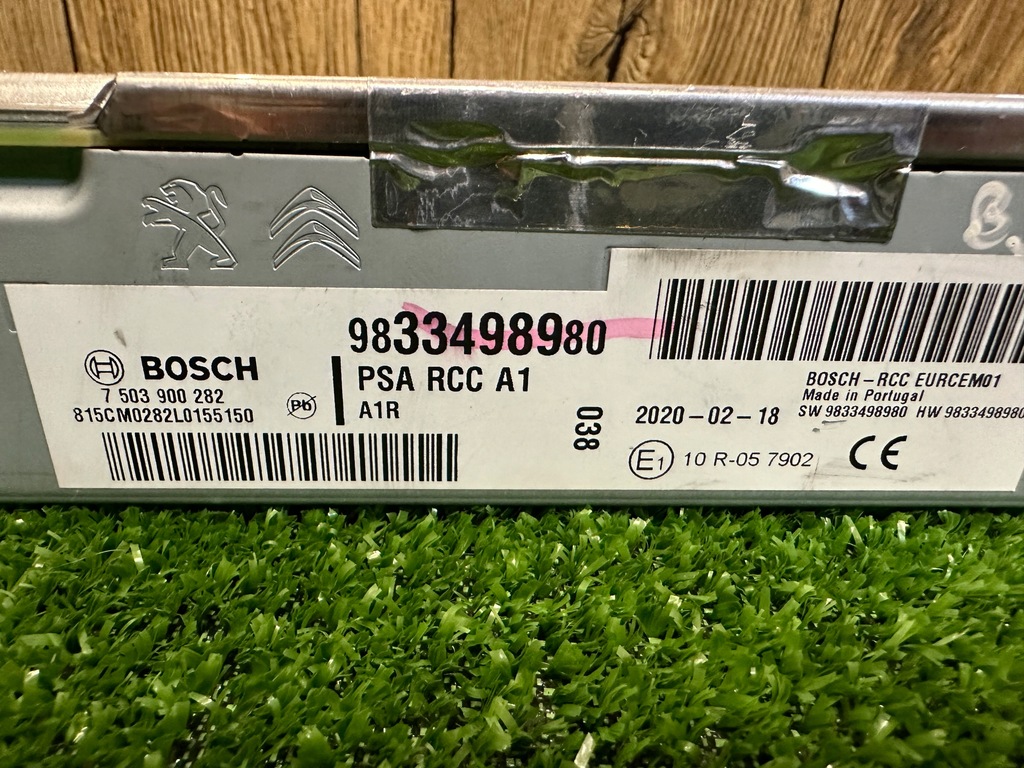 B.
9833498980
BOSCH
7 503 900 282
815CM0282L0155150
Pb
PSA RCC A1
A1R
038
2020-02-18
BOSCH-RCC EURCEM01
Made in Portugal
SW 9833498980 HW 9833498980
E1 10 R-05 7902
CE